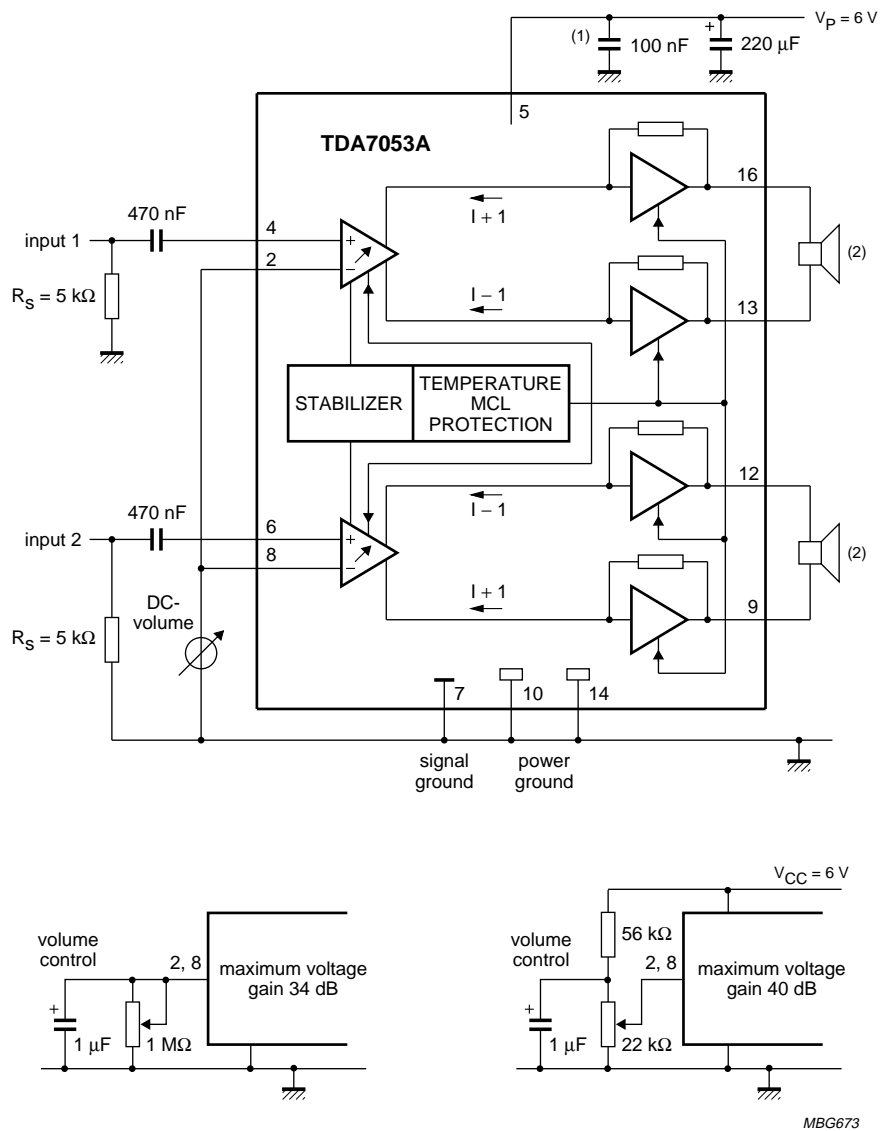 VP = 6 V
(1)
100 nF
+
220 μF
5
TDA7053A
16
I + 1
470 nF
input 1
4
+
2
−
(2)
RS = 5 kΩ
I − 1
13
STABILIZER
TEMPERATURE
MCL
PROTECTION
12
470 nF
I − 1
input 2
6
+
8
−
(2)
DC-
volume
I + 1
9
RS = 5 kΩ
7
10
14
signal
ground
power
ground
volume
control
2, 8
maximum voltage
gain 34 dB
+
1 μF
1 MΩ
VCC = 6 V
56 kΩ
volume
control
2, 8
maximum voltage
gain 40 dB
+
1 μF
22 kΩ
MBG673